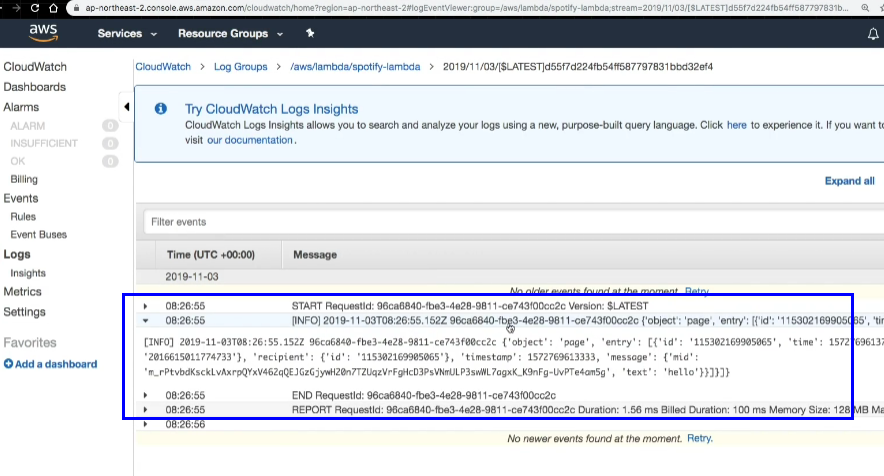 ap-northeast-2.console.aws.amazon.com/cloudwatch/home?region=ap-northeast-2#logEventViewer:group=/aws/lambda/spotify-lambda;stream=2019/11/03/[$LATEST]d55f7d224fb54ff587797831b...
aws Services Resource Groups
CloudWatch
Dashboards
Alarms
ALARM 0
INSUFFICIENT 0
OK 0
Billing
Events
Rules
Event Buses
Logs
Insights
Metrics
Settings
Favorites
Add a dashboard
CloudWatch > Log Groups > /aws/lambda/spotify-lambda > 2019/11/03/[$LATEST]d55f7d224fb54ff587797831bbd32ef4
Try CloudWatch Logs Insights
CloudWatch Logs Insights allows you to search and analyze your logs using a new, purpose-built query language. Click here to experience it. If you want to
visit our documentation.
Expand all
Filter events
Time (UTC +00:00) Message
2019-11-03
No older events found at the moment. Retry.
08:26:55 START RequestId: 96ca6840-fbe3-4e28-9811-ce743f00cc2c Version: $LATEST
08:26:55 [INFO] 2019-11-03T08:26:55.152Z 96ca6840-fbe3-4e28-9811-ce743f00cc2c {'object': 'page', 'entry': [{'id': '115302169905065', 'tim
[INFO] 2019-11-03T08:26:55.152Z 96ca6840-fbe3-4e28-9811-ce743f00cc2c {'object': 'page', 'entry': [{'id': '115302169905065', 'time': 157276961
'2016615011774733'}, 'recipient': {'id': '115302169905065'}, 'timestamp': 1572769613333, 'message': {'mid':
'm_rPtvbdKsckLvAxrpQYxV462qQEJGzGjywH20n7TZUqzVrFgHcD3PsVNmULP3swWL7agxK_K9nFg-UvPTe4am5g', 'text': 'hello'}}]}]}
08:26:55 END RequestId: 96ca6840-fbe3-4e28-9811-ce743f00cc2c
08:26:55 REPORT RequestId: 96ca6840-fbe3-4e28-9811-ce743f00cc2c Duration: 1.56 ms Billed Duration: 100 ms Memory Size: 128 MB Ma
08:26:56
No newer events found at the moment. Retry.